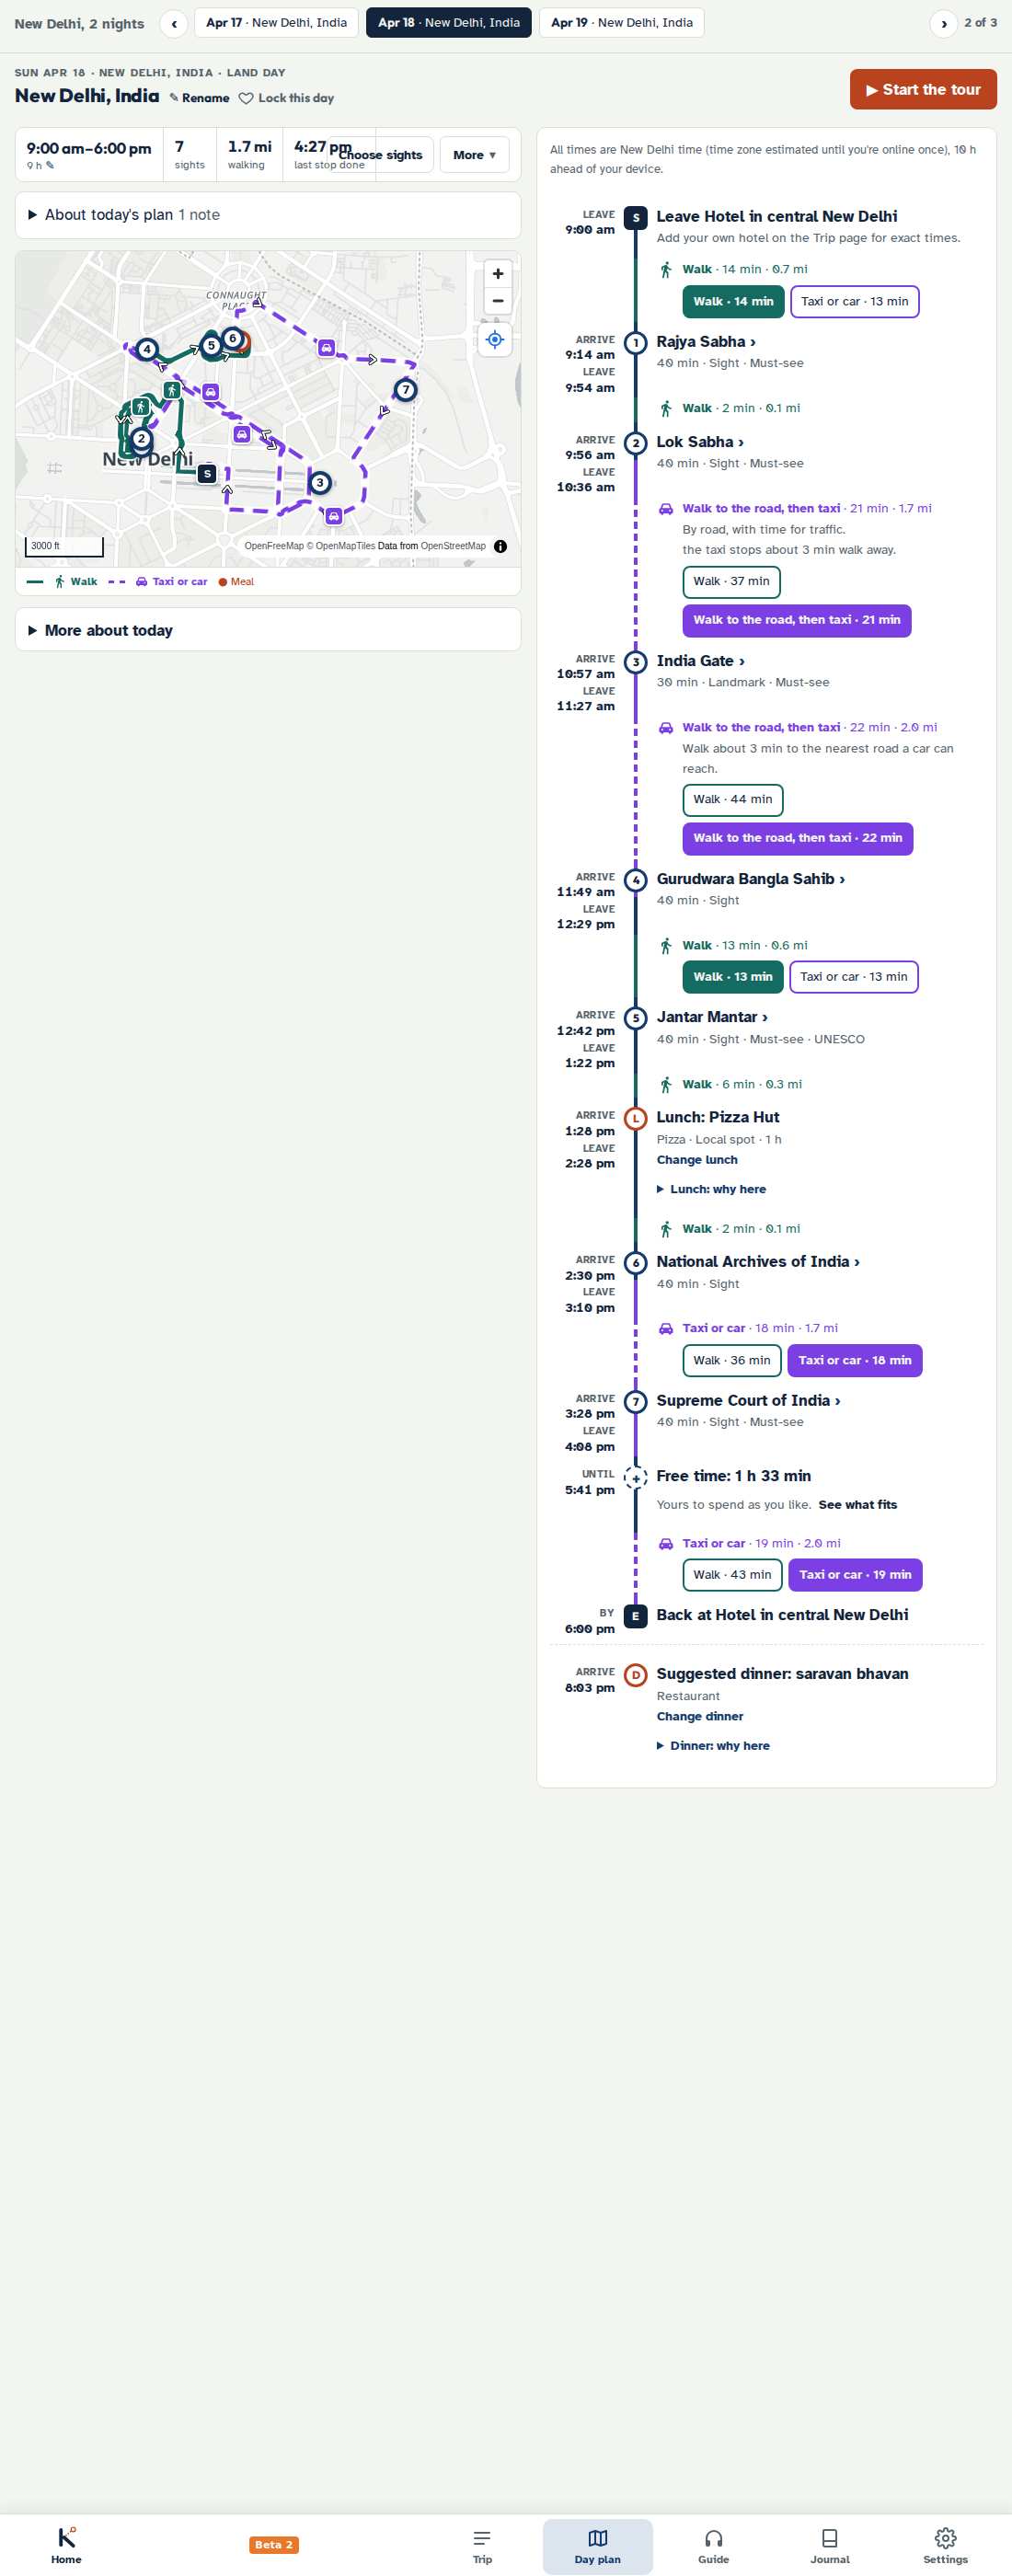 New Delhi, 2 nights
‹
Apr 17 · New Delhi, India
Apr 18 · New Delhi, India
Apr 19 · New Delhi, India
›
2 of 3
SUN APR 18 · NEW DELHI, INDIA · LAND DAY
New Delhi, India
✎ Rename
Lock this day
▶ Start the tour
9:00 am–6:00 pm
9 h ✎
7
sights
1.7 mi
walking
4:27 pm
last stop done
Choose sights
More ▼
▶ About today's plan 1 note
CONNAUGHT
New Delhi
4
5
6
7
2
S
3
+
−
3000 ft
OpenFreeMap © OpenMapTiles Data from OpenStreetMap
Walk
Taxi or car
Meal
▶ More about today
All times are New Delhi time (time zone estimated until you're online once), 10 h
ahead of your device.
LEAVE
9:00 am
S
Leave Hotel in central New Delhi
Add your own hotel on the Trip page for exact times.
Walk · 14 min · 0.7 mi
Walk · 14 min
Taxi or car · 13 min
ARRIVE
9:14 am
LEAVE
9:54 am
1
Rajya Sabha ›
40 min · Sight · Must-see
Walk · 2 min · 0.1 mi
ARRIVE
9:56 am
LEAVE
10:36 am
2
Lok Sabha ›
40 min · Sight · Must-see
Walk to the road, then taxi · 21 min · 1.7 mi
By road, with time for traffic.
the taxi stops about 3 min walk away.
Walk · 37 min
Walk to the road, then taxi · 21 min
ARRIVE
10:57 am
LEAVE
11:27 am
3
India Gate ›
30 min · Landmark · Must-see
Walk to the road, then taxi · 22 min · 2.0 mi
Walk about 3 min to the nearest road a car can
reach.
Walk · 44 min
Walk to the road, then taxi · 22 min
ARRIVE
11:49 am
LEAVE
12:29 pm
4
Gurudwara Bangla Sahib ›
40 min · Sight
Walk · 13 min · 0.6 mi
Walk · 13 min
Taxi or car · 13 min
ARRIVE
12:42 pm
LEAVE
1:22 pm
5
Jantar Mantar ›
40 min · Sight · Must-see · UNESCO
Walk · 6 min · 0.3 mi
ARRIVE
1:28 pm
LEAVE
2:28 pm
L
Lunch: Pizza Hut
Pizza · Local spot · 1 h
Change lunch
▶ Lunch: why here
Walk · 2 min · 0.1 mi
ARRIVE
2:30 pm
LEAVE
3:10 pm
6
National Archives of India ›
40 min · Sight
Taxi or car · 18 min · 1.7 mi
Walk · 36 min
Taxi or car · 18 min
ARRIVE
3:28 pm
LEAVE
4:08 pm
7
Supreme Court of India ›
40 min · Sight · Must-see
UNTIL
5:41 pm
+
Free time: 1 h 33 min
Yours to spend as you like. See what fits
Taxi or car · 19 min · 2.0 mi
Walk · 43 min
Taxi or car · 19 min
BY
6:00 pm
E
Back at Hotel in central New Delhi
ARRIVE
8:03 pm
D
Suggested dinner: saravan bhavan
Restaurant
Change dinner
▶ Dinner: why here
Home
Beta 2
Trip
Day plan
Guide
Journal
Settings